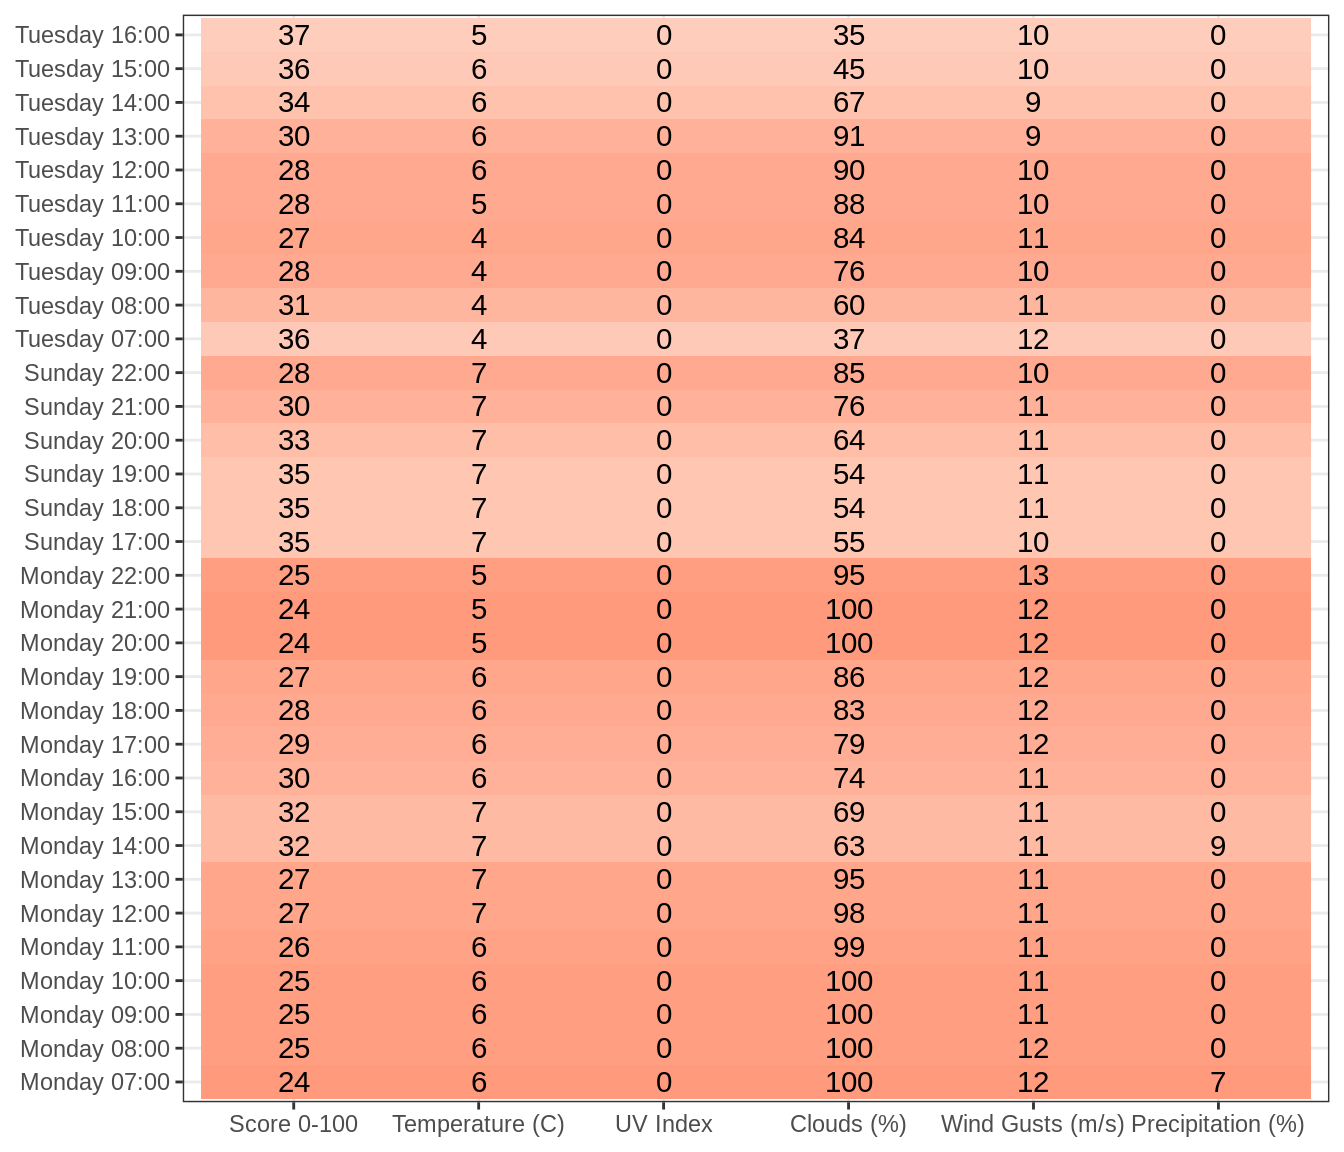 Tuesday 16:00 37 5 0 35 10 0
Tuesday 15:00 36 6 0 45 10 0
Tuesday 14:00 34 6 0 67 9 0
Tuesday 13:00 30 6 0 91 9 0
Tuesday 12:00 28 6 0 90 10 0
Tuesday 11:00 28 5 0 88 10 0
Tuesday 10:00 27 4 0 84 11 0
Tuesday 09:00 28 4 0 76 10 0
Tuesday 08:00 31 4 0 60 11 0
Tuesday 07:00 36 4 0 37 12 0
Sunday 22:00 28 7 0 85 10 0
Sunday 21:00 30 7 0 76 11 0
Sunday 20:00 33 7 0 64 11 0
Sunday 19:00 35 7 0 54 11 0
Sunday 18:00 35 7 0 54 11 0
Sunday 17:00 35 7 0 55 10 0
Monday 22:00 25 5 0 95 13 0
Monday 21:00 24 5 0 100 12 0
Monday 20:00 24 5 0 100 12 0
Monday 19:00 27 6 0 86 12 0
Monday 18:00 28 6 0 83 12 0
Monday 17:00 29 6 0 79 12 0
Monday 16:00 30 6 0 74 11 0
Monday 15:00 32 7 0 69 11 0
Monday 14:00 32 7 0 63 11 9
Monday 13:00 27 7 0 95 11 0
Monday 12:00 27 7 0 98 11 0
Monday 11:00 26 6 0 99 11 0
Monday 10:00 25 6 0 100 11 0
Monday 09:00 25 6 0 100 11 0
Monday 08:00 25 6 0 100 12 0
Monday 07:00 24 6 0 100 12 7
Score 0-100 Temperature (C) UV Index Clouds (%) Wind Gusts (m/s) Precipitation (%)